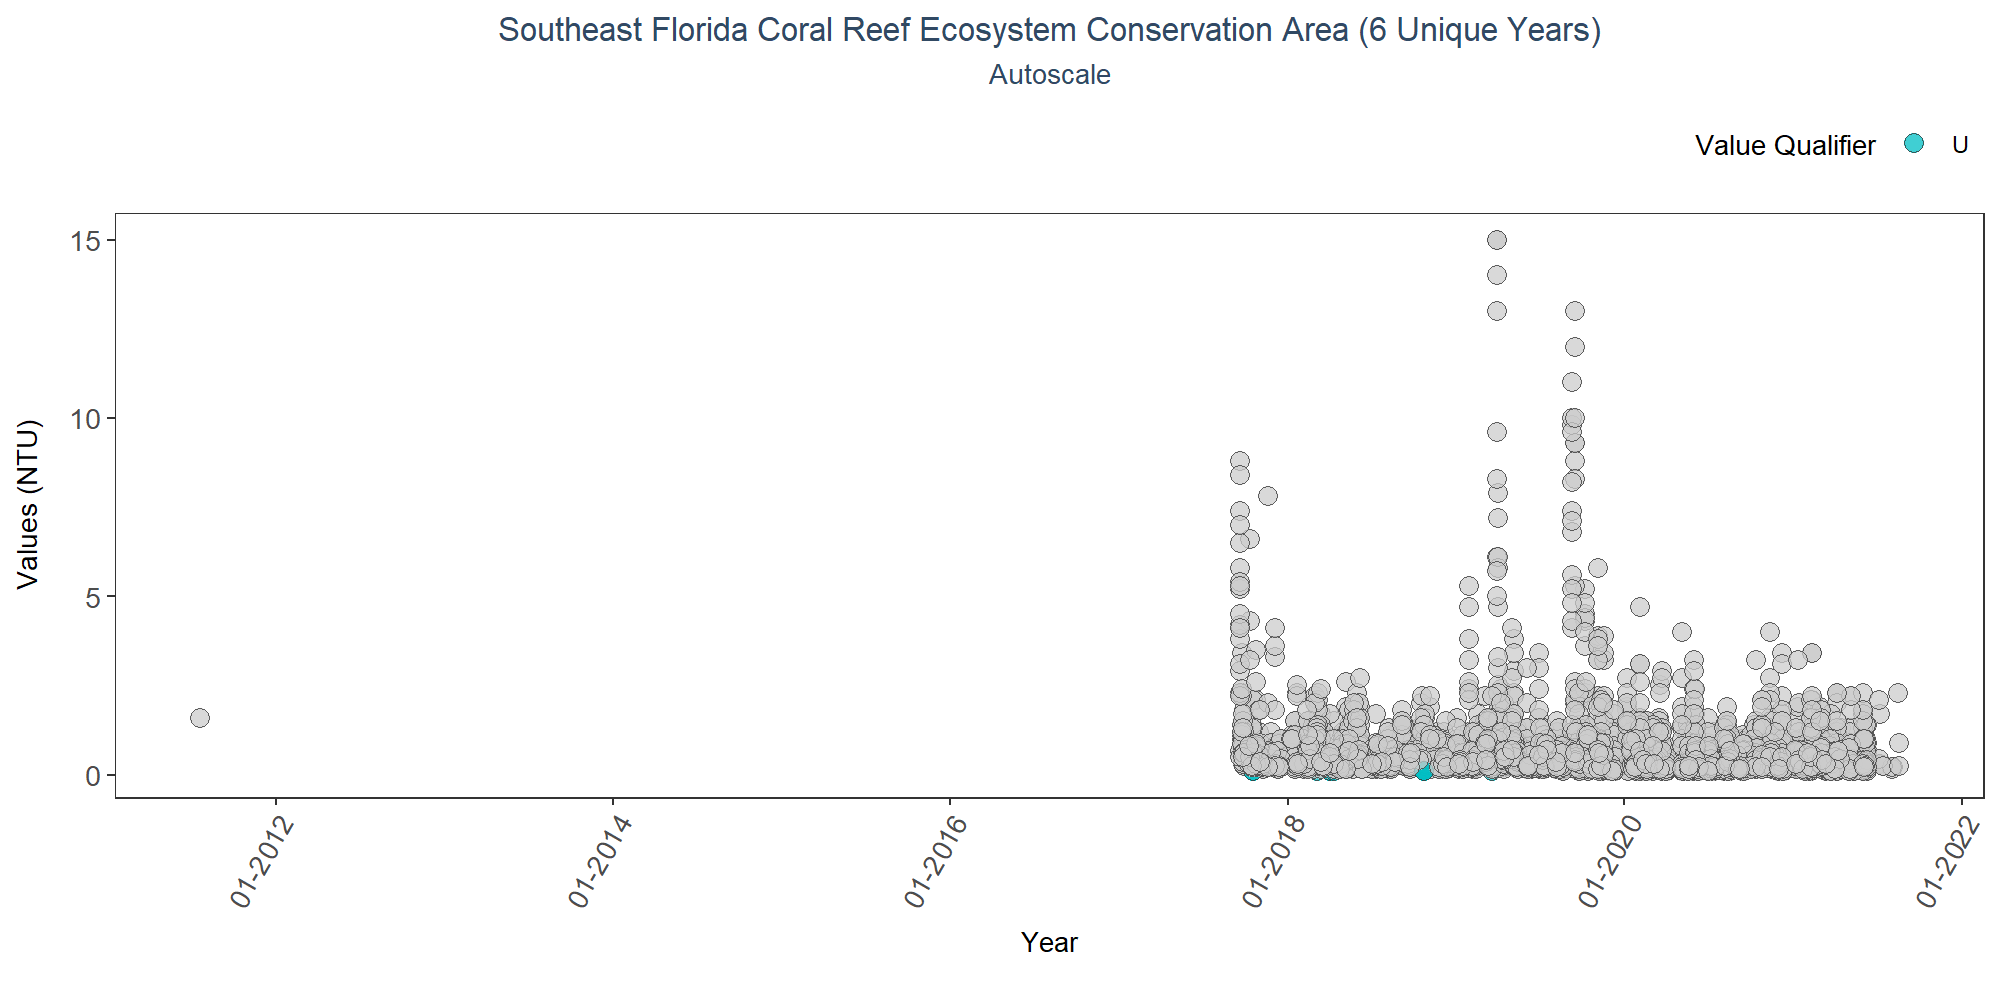 Southeast Florida Coral Reef Ecosystem Conservation Area (6 Unique Years)
Autoscale
Value Qualifier U
15
10
5
0
Values (NTU)
01-2012 01-2014 01-2016 01-2018 01-2020 01-2022
Year